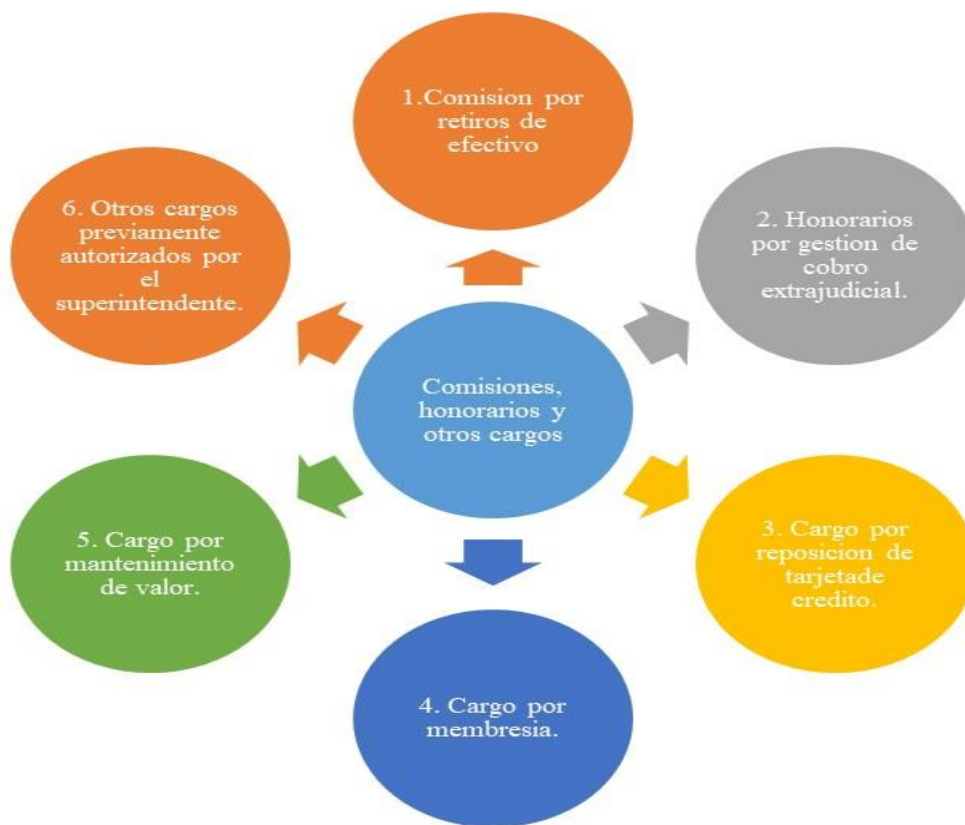 1.Comision por
retiros de
efectivo
2. Honorarios
por gestion de
cobro
extrajudicial.
3. Cargo por
reposicion de
tarjetade
credito.
4. Cargo por
membresia.
5. Cargo por
mantenimiento
de valor.
6. Otros cargos
previamente
autorizados por
el
superintendente.
Comisiones,
honorarios y
otros cargos